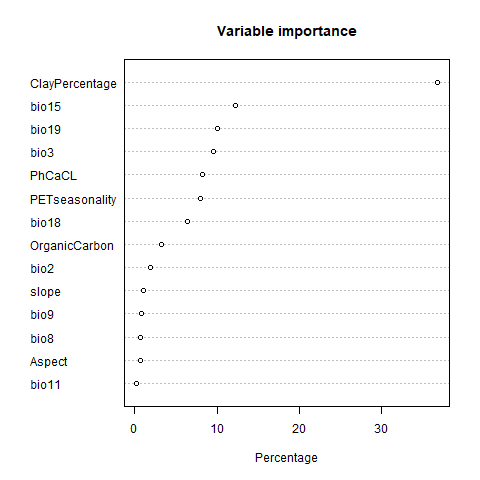 Variable importance
ClayPercentage
bio15
bio19
bio3
PhCaCL
PETseasonality
bio18
OrganicCarbon
bio2
slope
bio9
bio8
Aspect
bio11
0 10 20 30
Percentage